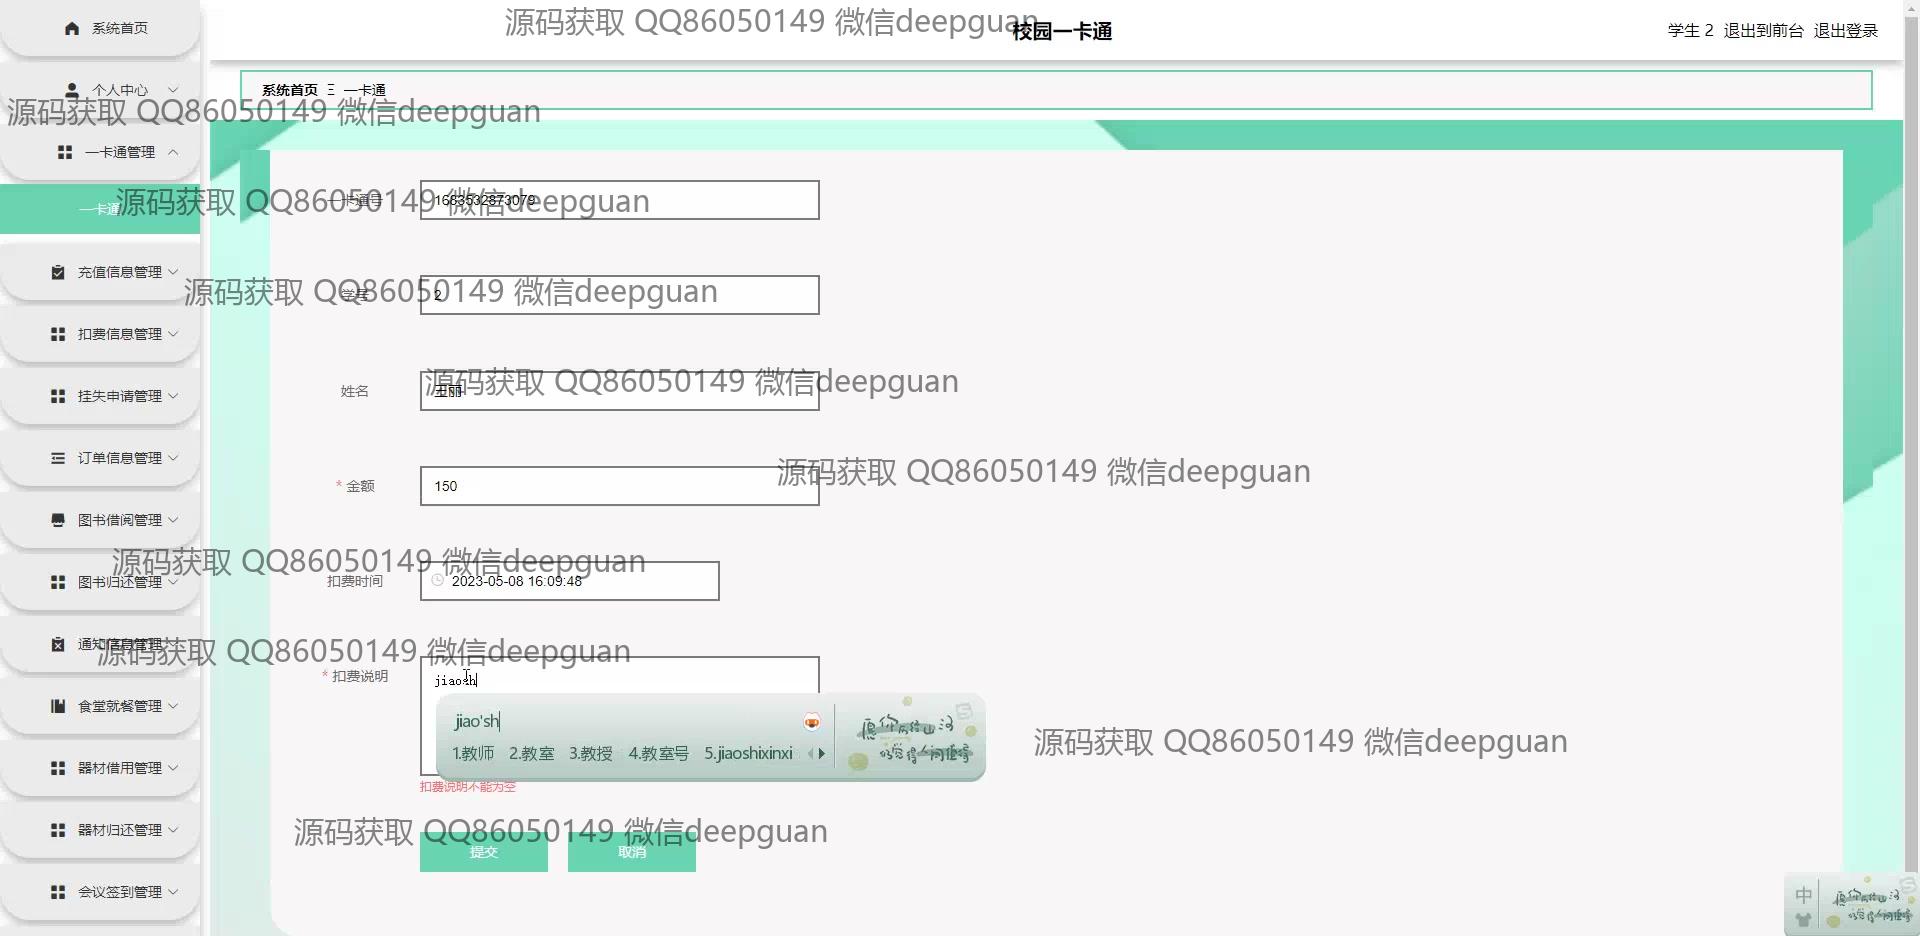 系统首页
个人中心
一卡通管理
一卡通
充值信息管理
扣费信息管理
挂失申请管理
订单信息管理
图书借阅管理
图书归还管理
通知信息管理
食堂就餐管理
器材借用管理
器材归还管理
会议签到管理
源码获取 QQ86050149 微信deepguan
校园一卡通
学生 2 退出到前台 退出登录
系统首页 Ξ 一卡通
源码获取 QQ86050149 微信deepguan
一卡通号 1683532873079
源码获取 QQ86050149 微信deepguan
学号 2
源码获取 QQ86050149 微信deepguan
姓名 王丽
源码获取 QQ86050149 微信deepguan
* 金额 150
源码获取 QQ86050149 微信deepguan
扣费时间 2023-05-08 16:09:48
源码获取 QQ86050149 微信deepguan
* 扣费说明 jiaosh
源码获取 QQ86050149 微信deepguan
jiao'sh
1.教师 2.教室 3.教授 4.教室号 5.jiaoshixinxi
源码获取 QQ86050149 微信deepguan
扣费说明不能为空
源码获取 QQ86050149 微信deepguan
提交 取消
中